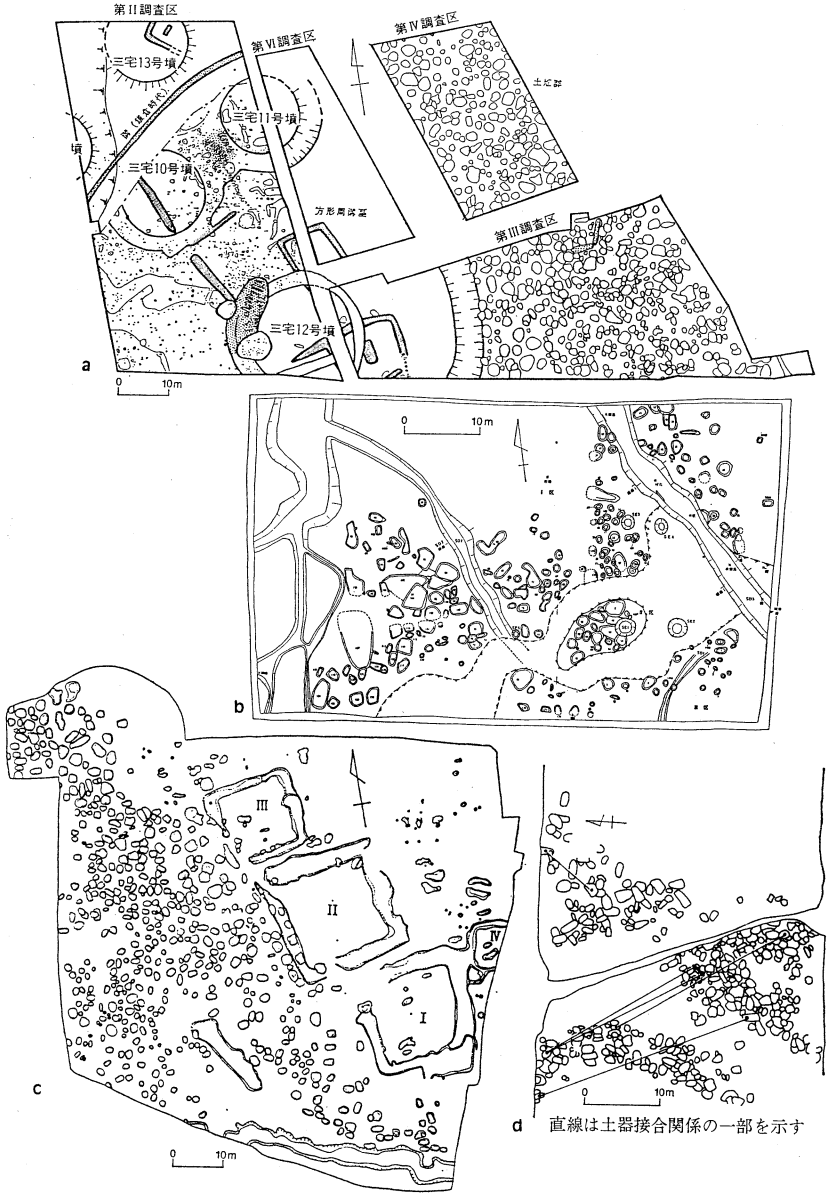 第II調査区
第VI調査区
第IV調査区
三宅13号墳
土坑群
三宅11号墳
墳
三宅10号墳
方形周溝墓
第III調査区
三宅12号墳
a
0 10m
0 10m
b
III
II
IV
I
c
0 10m
0 10m
d 直線は土器接合関係の一部を示す